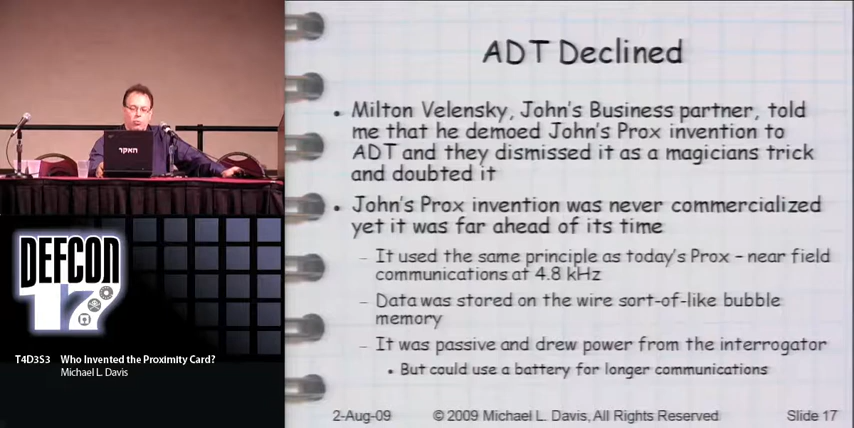 ADT Declined
• Milton Velensky, John's Business partner, told
me that he demoed John's Prox invention to
ADT and they dismissed it as a magicians trick
and doubted it
• John's Prox invention was never commercialized
yet it was far ahead of its time
– It used the same principle as today's Prox – near field
communications at 4.8 kHz
– Data was stored on the wire sort-of-like bubble
memory
– It was passive and drew power from the interrogator
• But could use a battery for longer communications
2-Aug-09 © 2009 Michael L. Davis, All Rights Reserved Slide 17
האקר
DEFCON
17
T4D3S3 Who Invented the Proximity Card?
Michael L. Davis